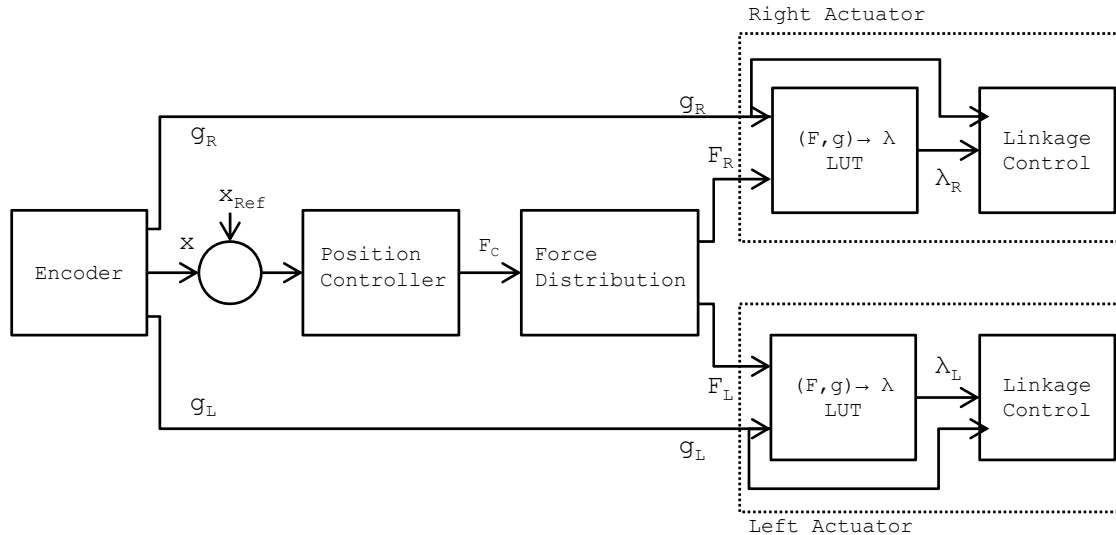 Right Actuator
g_R
g_R
(F,g)→ λ
LUT
Linkage
Control
F_R
λ_R
x_Ref
x
Encoder
Position
Controller
F_C
Force
Distribution
F_L
(F,g)→ λ
LUT
λ_L
Linkage
Control
g_L
g_L
Left Actuator